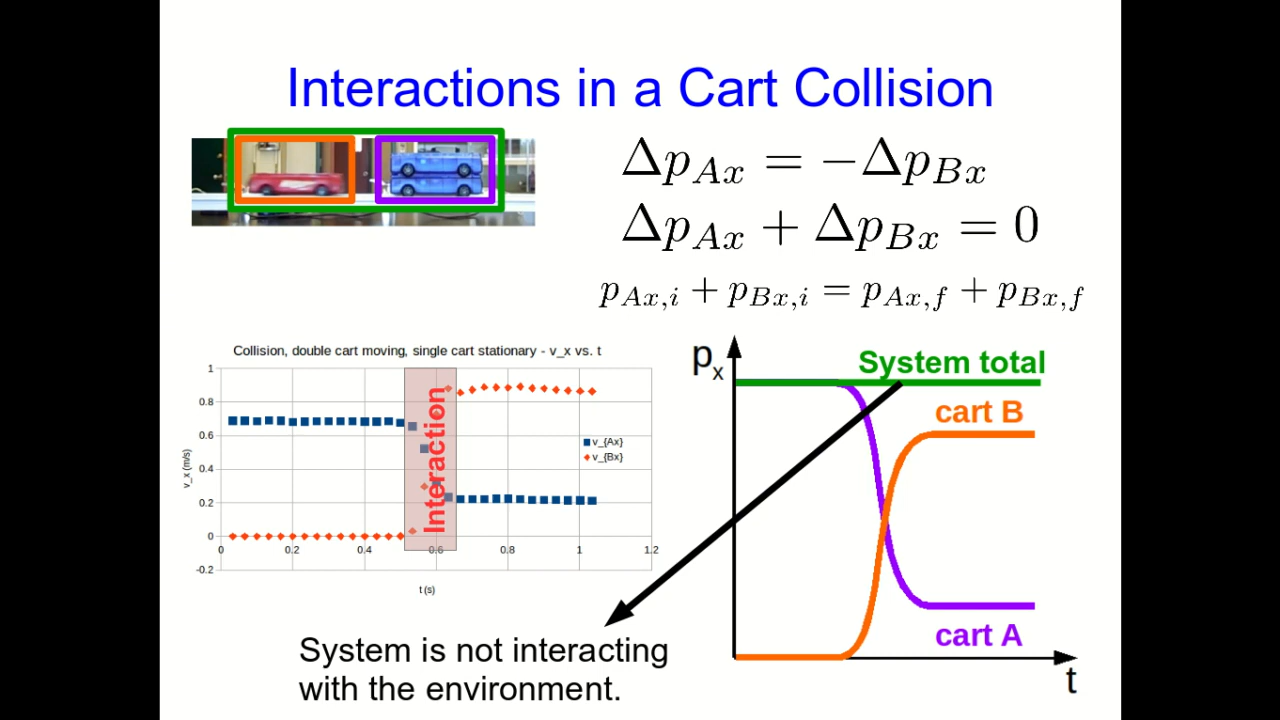 Interactions in a Cart Collision
Δp_{Ax} = −Δp_{Bx}
Δp_{Ax} + Δp_{Bx} = 0
p_{Ax,i} + p_{Bx,i} = p_{Ax,f} + p_{Bx,f}
Collision, double cart moving, single cart stationary - v_x vs. t
1
0.8
0.6
0.4
0.2
0
-0.2
v_x (m/s)
0 0.2 0.4 0.6 0.8 1 1.2
t (s)
Interaction
v_{Ax}
v_{Bx}
p_x
System total
cart B
cart A
t
System is not interacting
with the environment.